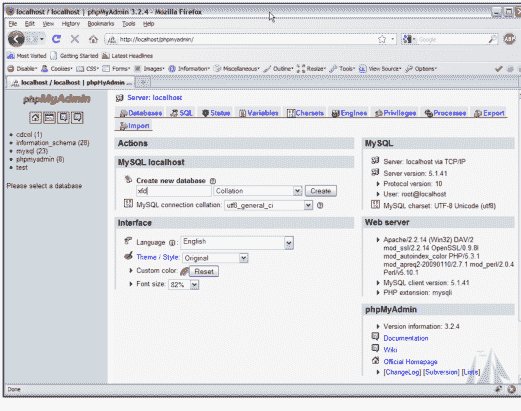 localhost / localhost | phpMyAdmin 3.2.4 - Mozilla Firefox
File Edit View History Bookmarks Tools Help
http://localhost/phpmyadmin/
Google
Most Visited Getting Started Latest Headlines
Disable Cookies CSS Forms Images Information Miscellaneous Outline Resize Tools View Source Options
localhost / localhost | phpMyAdmin ...
phpMyAdmin
cdcol (1)
information_schema (28)
mysql (23)
phpmyadmin (8)
test
Please select a database
Server: localhost
Databases SQL Status Variables Charsets Engines Privileges Processes Export
Import
Actions
MySQL localhost
Create new database
xfd Collation Create
MySQL connection collation: utf8_general_ci
Interface
Language : English
Theme / Style: Original
Custom color: Reset
Font size: 82%
MySQL
Server: localhost via TCP/IP
Server version: 5.1.41
Protocol version: 10
User: root@localhost
MySQL charset: UTF-8 Unicode (utf8)
Web server
Apache/2.2.14 (Win32) DAV/2
mod_ssl/2.2.14 OpenSSL/0.9.8l
mod_autoindex_color PHP/5.3.1
mod_apreq2-20090110/2.7.1 mod_perl/2.0.4
Perl/v5.10.1
MySQL client version: 5.1.41
PHP extension: mysqli
phpMyAdmin
Version information: 3.2.4
Documentation
Wiki
Official Homepage
[ChangeLog] [Subversion] [Lists]
Done